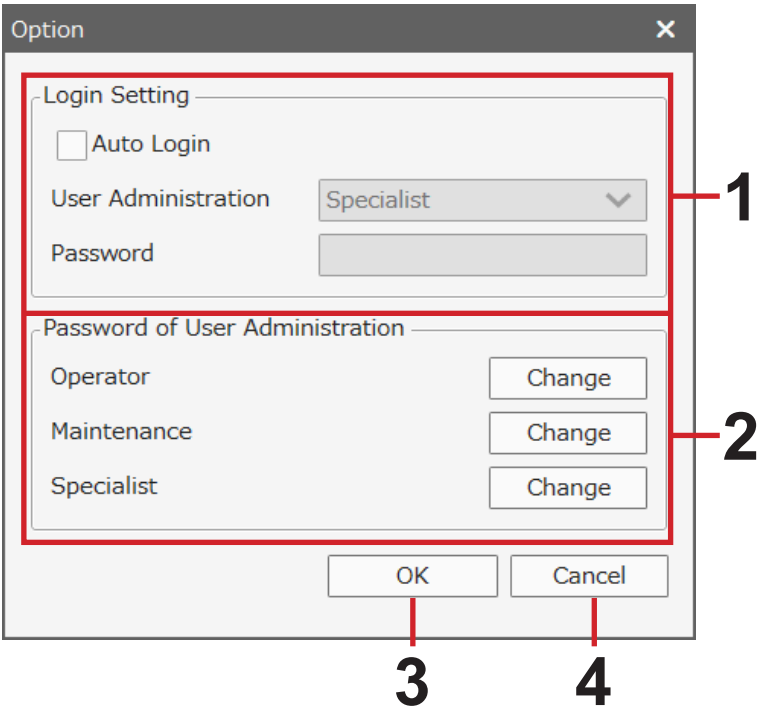 Option
Login Setting
Auto Login
User Administration Specialist
Password
1
Password of User Administration
Operator Change
Maintenance Change
Specialist Change
2
OK Cancel
3 4